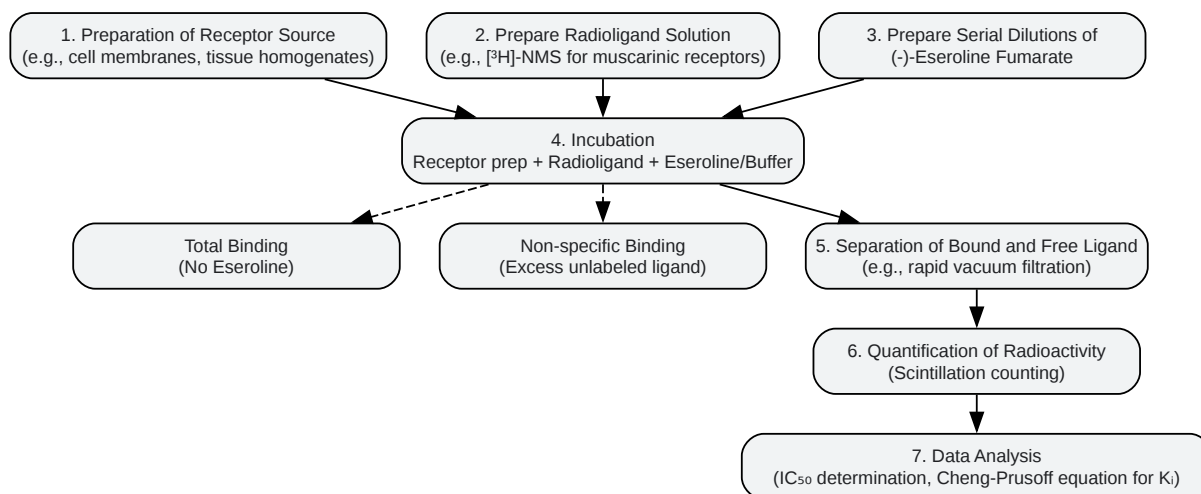 1. Preparation of Receptor Source
(e.g., cell membranes, tissue homogenates)
2. Prepare Radioligand Solution
(e.g., [³H]-NMS for muscarinic receptors)
3. Prepare Serial Dilutions of
(-)-Eseroline Fumarate
4. Incubation
Receptor prep + Radioligand + Eseroline/Buffer
Total Binding
(No Eseroline)
Non-specific Binding
(Excess unlabeled ligand)
5. Separation of Bound and Free Ligand
(e.g., rapid vacuum filtration)
6. Quantification of Radioactivity
(Scintillation counting)
7. Data Analysis
(IC₅₀ determination, Cheng-Prusoff equation for Kᵢ)